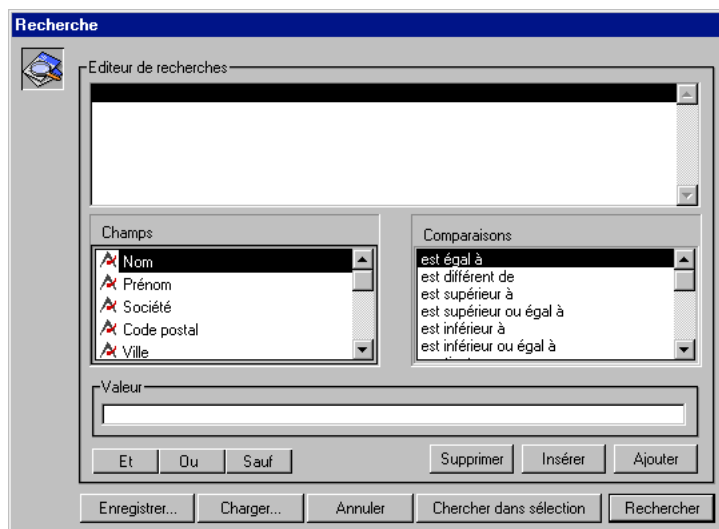 Recherche
Editeur de recherches
Champs
Nom
Prénom
Société
Code postal
Ville
Comparaisons
est égal à
est différent de
est supérieur à
est supérieur ou égal à
est inférieur à
est inférieur ou égal à
Valeur
Et Ou Sauf
Supprimer Insérer Ajouter
Enregistrer... Charger... Annuler Chercher dans sélection Rechercher